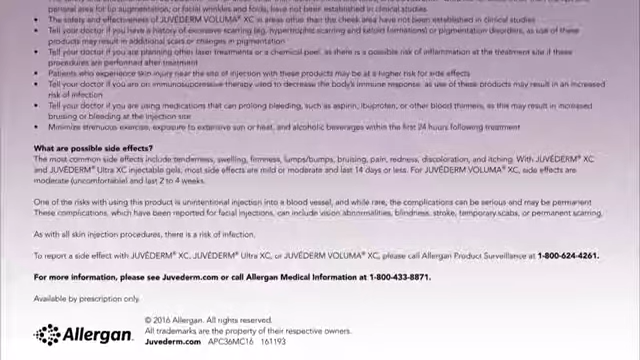 perioral area for lip augmentation, or facial wrinkles and folds, have not been established in clinical studies
• The safety and effectiveness of JUVÉDERM VOLUMA® XC in areas other than the cheek area have not been established in clinical studies
• Tell your doctor if you have a history of excessive scarring (eg, hypertrophic scarring and keloid formations) or pigmentation disorders, as use of these
products may result in additional scars or changes in pigmentation
• Tell your doctor if you are planning other laser treatments or a chemical peel, as there is a possible risk of inflammation at the treatment site if these
procedures are performed after treatment
• Patients who experience skin injury near the site of injection with these products may be at a higher risk for side effects
• Tell your doctor if you are on immunosuppressive therapy used to decrease the body's immune response, as use of these products may result in an increased
risk of infection
• Tell your doctor if you are using medications that can prolong bleeding, such as aspirin, ibuprofen, or other blood thinners, as this may result in increased
bruising or bleeding at the injection site
• Minimize strenuous exercise, exposure to extensive sun or heat, and alcoholic beverages within the first 24 hours following treatment
What are possible side effects?
The most common side effects include tenderness, swelling, firmness, lumps/bumps, bruising, pain, redness, discoloration, and itching. With JUVÉDERM® XC
and JUVÉDERM® Ultra XC injectable gels, most side effects are mild or moderate and last 14 days or less. For JUVÉDERM VOLUMA® XC, side effects are
moderate (uncomfortable) and last 2 to 4 weeks.
One of the risks with using this product is unintentional injection into a blood vessel, and while rare, the complications can be serious and may be permanent.
These complications, which have been reported for facial injections, can include vision abnormalities, blindness, stroke, temporary scabs, or permanent scarring.
As with all skin injection procedures, there is a risk of infection.
To report a side effect with JUVÉDERM® XC, JUVÉDERM® Ultra XC, or JUVÉDERM VOLUMA® XC, please call Allergan Product Surveillance at 1-800-624-4261.
For more information, please see Juvederm.com or call Allergan Medical Information at 1-800-433-8871.
Available by prescription only.
Allergan.
© 2016 Allergan. All rights reserved.
All trademarks are the property of their respective owners.
Juvederm.com APC36MC16 161193